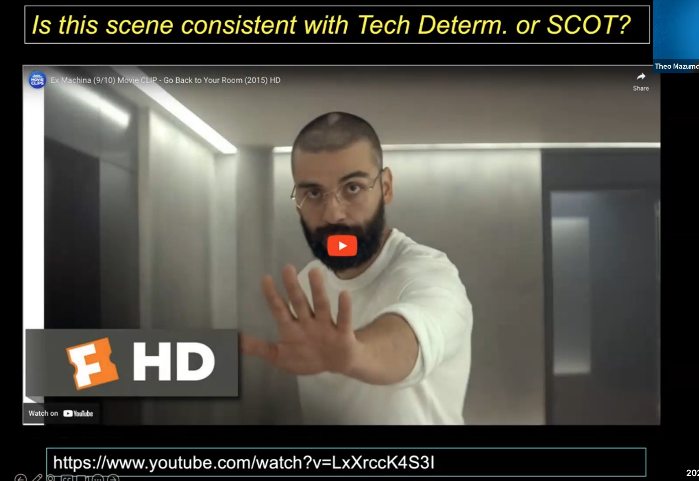 Is this scene consistent with Tech Determ. or SCOT?
Theo Mazum
Ex Machina (9/10) Movie CLIP - Go Back to Your Room (2015) HD
Share
HD
Watch on YouTube
https://www.youtube.com/watch?v=LxXrccK4S3I
202